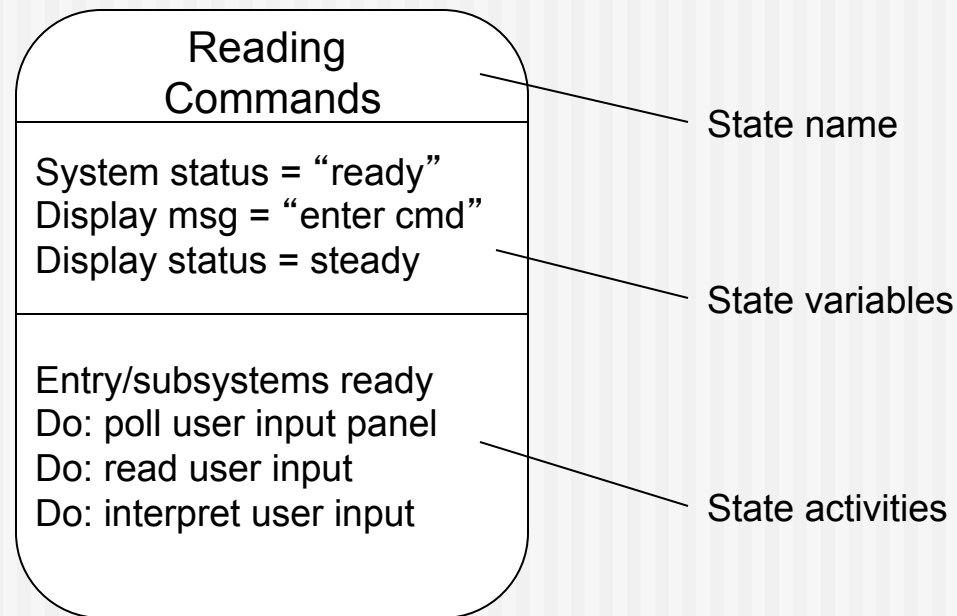 Reading
Commands
State name
System status = “ready”
Display msg = “enter cmd”
Display status = steady
State variables
Entry/subsystems ready
Do: poll user input panel
Do: read user input
Do: interpret user input
State activities